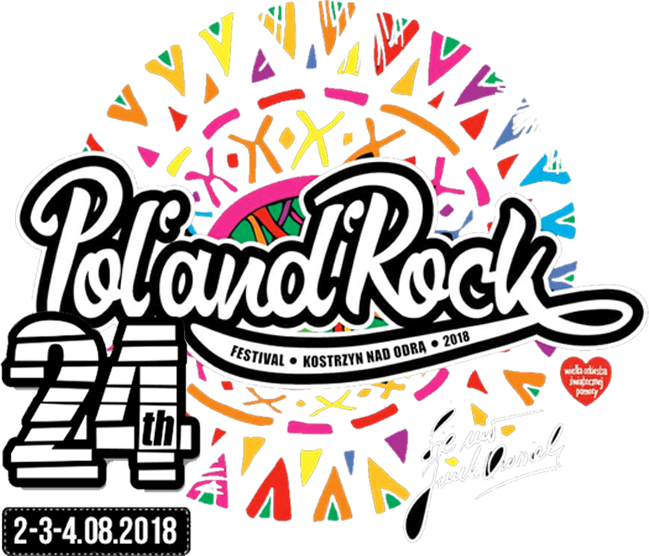 Pol'and'Rock
FESTIVAL • KOSTRZYN NAD ODRĄ • 2018
24th
wielka orkiestra
świątecznej
pomocy
2-3-4.08.2018